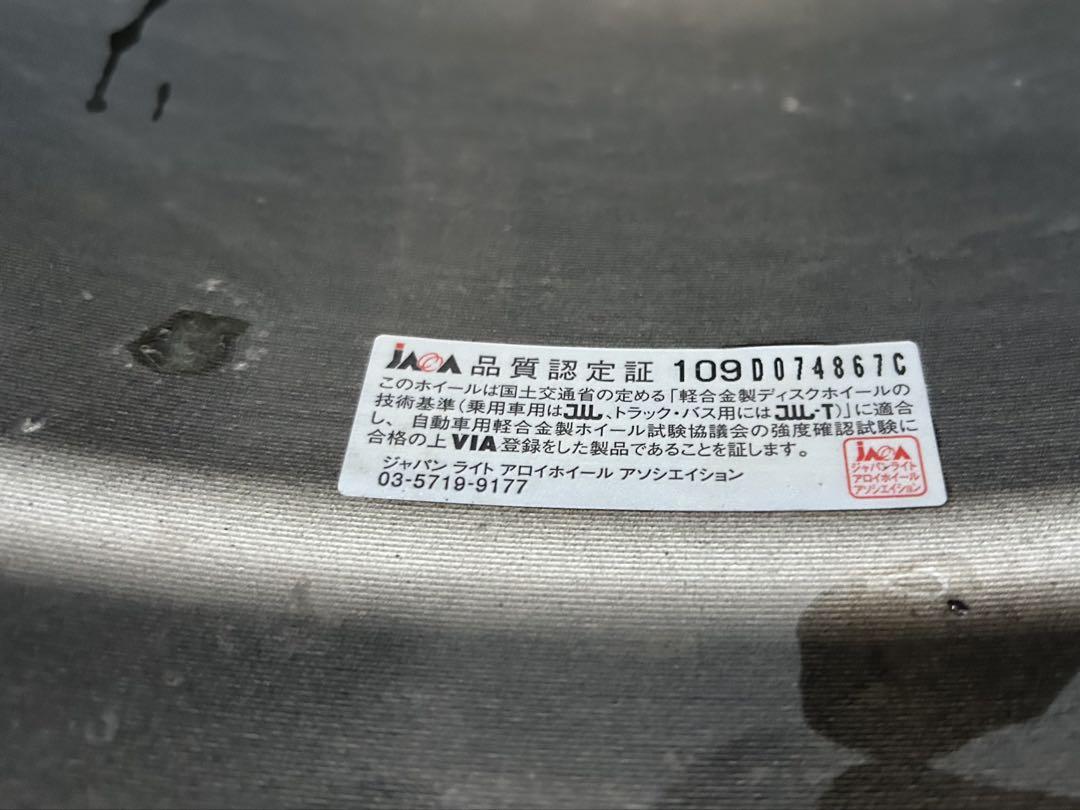 JAWA 品質認定証 109D074867C
このホイールは国土交通省の定める「軽合金製ディスクホイールの
技術基準(乗用車用はJWL、トラック・バス用にはJWL-T)」に適合
し、自動車用軽合金製ホイール試験協議会の強度確認試験に
合格の上VIA登録をした製品であることを証します。
ジャパン ライト アロイホイール アソシエイション
03-5719-9177
JAWA
ジャパンライト
アロイホイール
アソシエイション